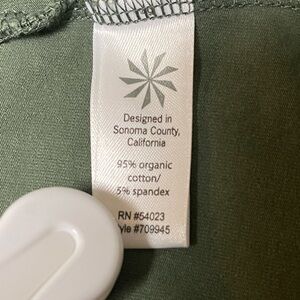 Designed in
Sonoma County,
California
95% organic
cotton/
5% spandex
RN #54023
yle #709945